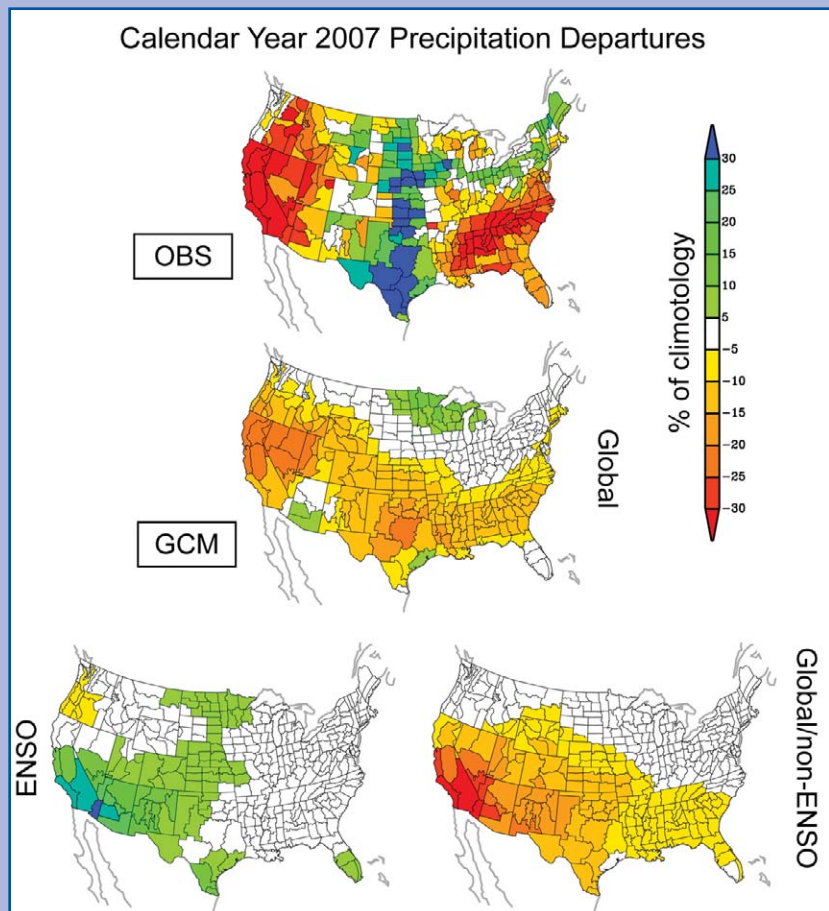 Calendar Year 2007 Precipitation Departures
OBS
% of climotology
30
25
20
15
10
5
-5
-10
-15
-20
-25
-30
Global
GCM
ENSO
Global/non-ENSO